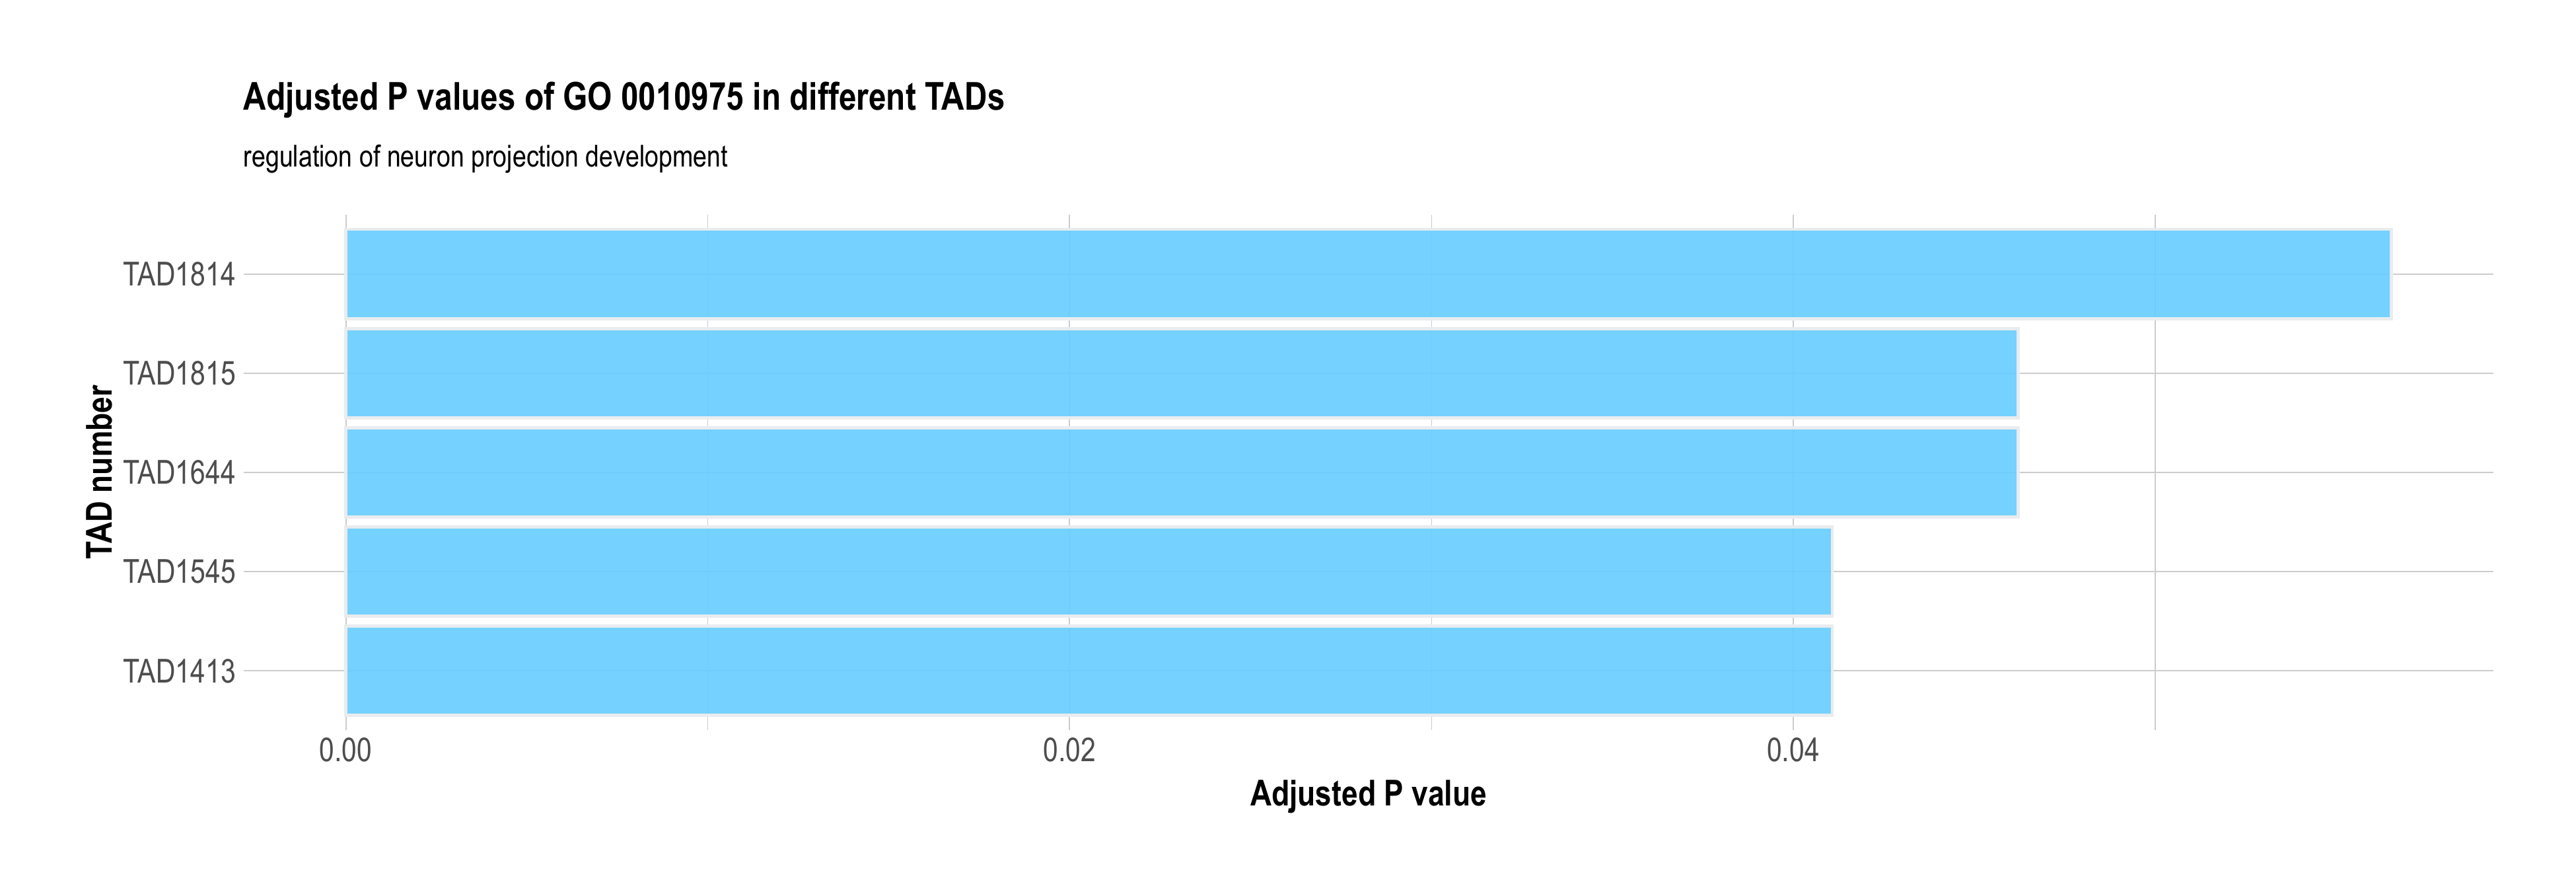 Adjusted P values of GO 0010975 in different TADs
regulation of neuron projection development
TAD number
TAD1814
TAD1815
TAD1644
TAD1545
TAD1413
0.00 0.02 0.04
Adjusted P value